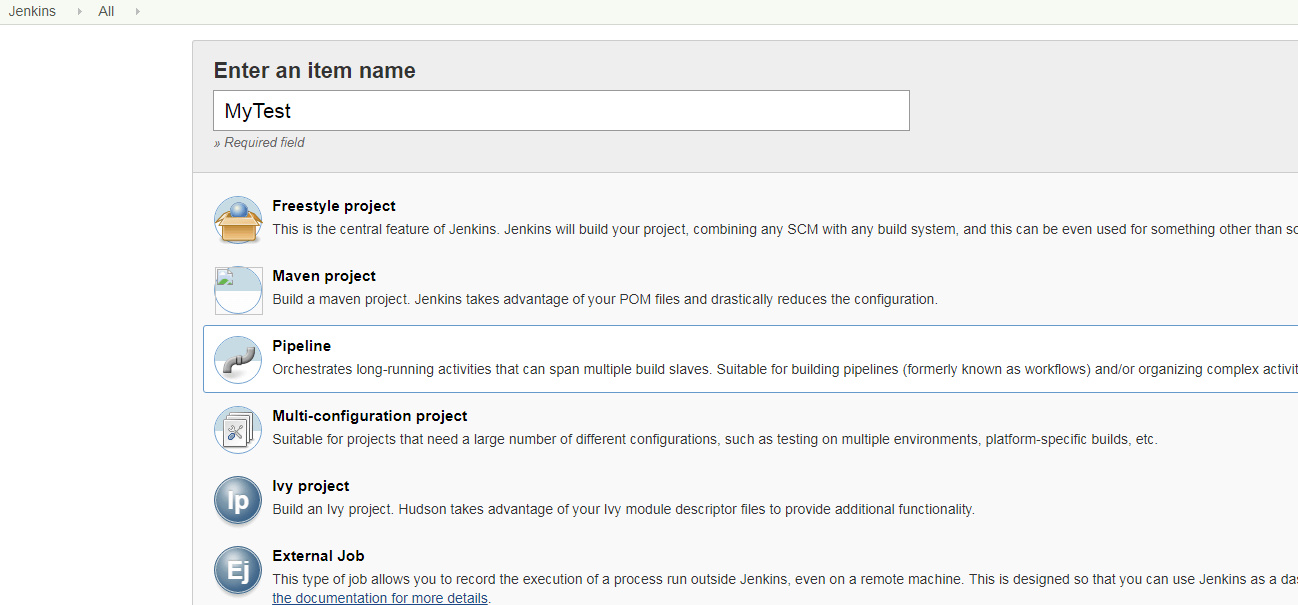 Jenkins All
Enter an item name
MyTest
» Required field
Freestyle project
This is the central feature of Jenkins. Jenkins will build your project, combining any SCM with any build system, and this can be even used for something other than so
Maven project
Build a maven project. Jenkins takes advantage of your POM files and drastically reduces the configuration.
Pipeline
Orchestrates long-running activities that can span multiple build slaves. Suitable for building pipelines (formerly known as workflows) and/or organizing complex activit
Multi-configuration project
Suitable for projects that need a large number of different configurations, such as testing on multiple environments, platform-specific builds, etc.
Ip
Ivy project
Build an Ivy project. Hudson takes advantage of your Ivy module descriptor files to provide additional functionality.
Ej
External Job
This type of job allows you to record the execution of a process run outside Jenkins, even on a remote machine. This is designed so that you can use Jenkins as a das
the documentation for more details.